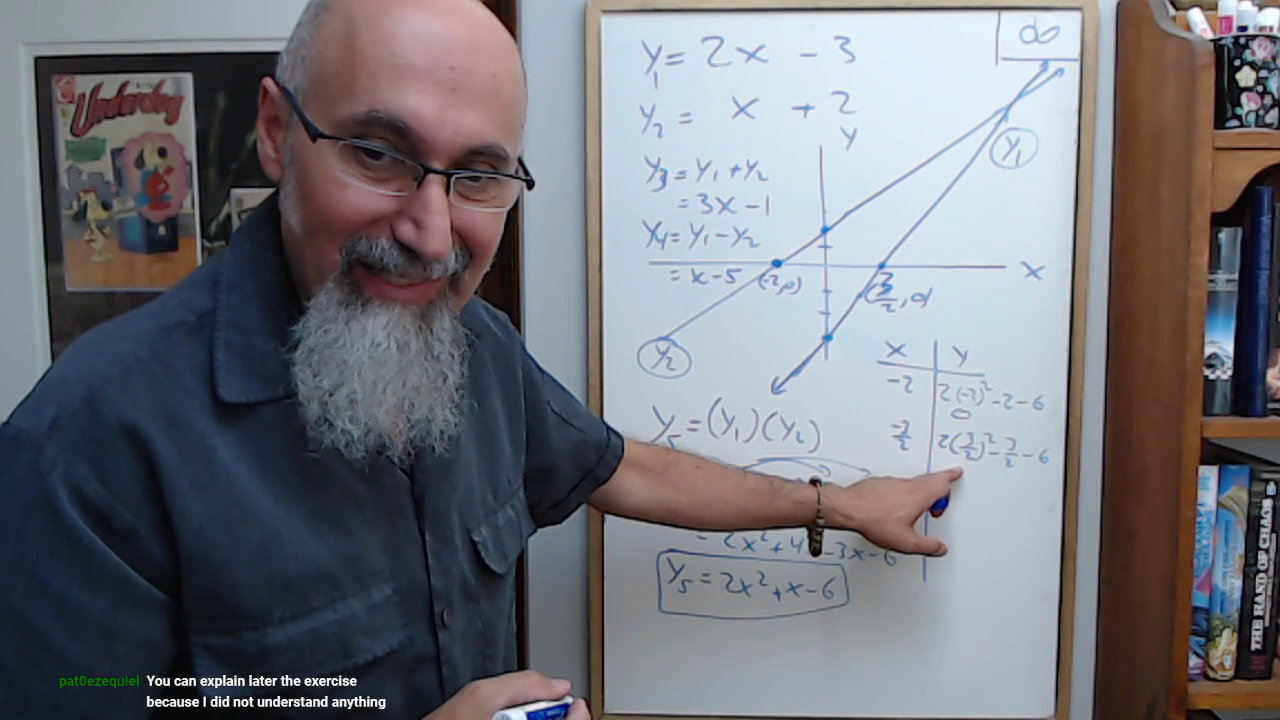 Underdog
do
Y₁ = 2x - 3
Y₂ = x + 2
Y
Y₃ = Y₁ + Y₂
= 3x - 1
Y₄ = Y₁ - Y₂
= x - 5
(-2,0)
(3/2, 0)
x
Y₁
Y₂
X Y
-2 2(-2)² - 2 - 6
0
-3/2 2(3/2)² - 3/2 - 6
Y₅ = (Y₁)(Y₂)
= 2x² + 4 - 3x - 6
Y₅ = 2x² + x - 6
THE HAND OF CHAOS
pat0ezequiel You can explain later the exercise
because I did not understand anything